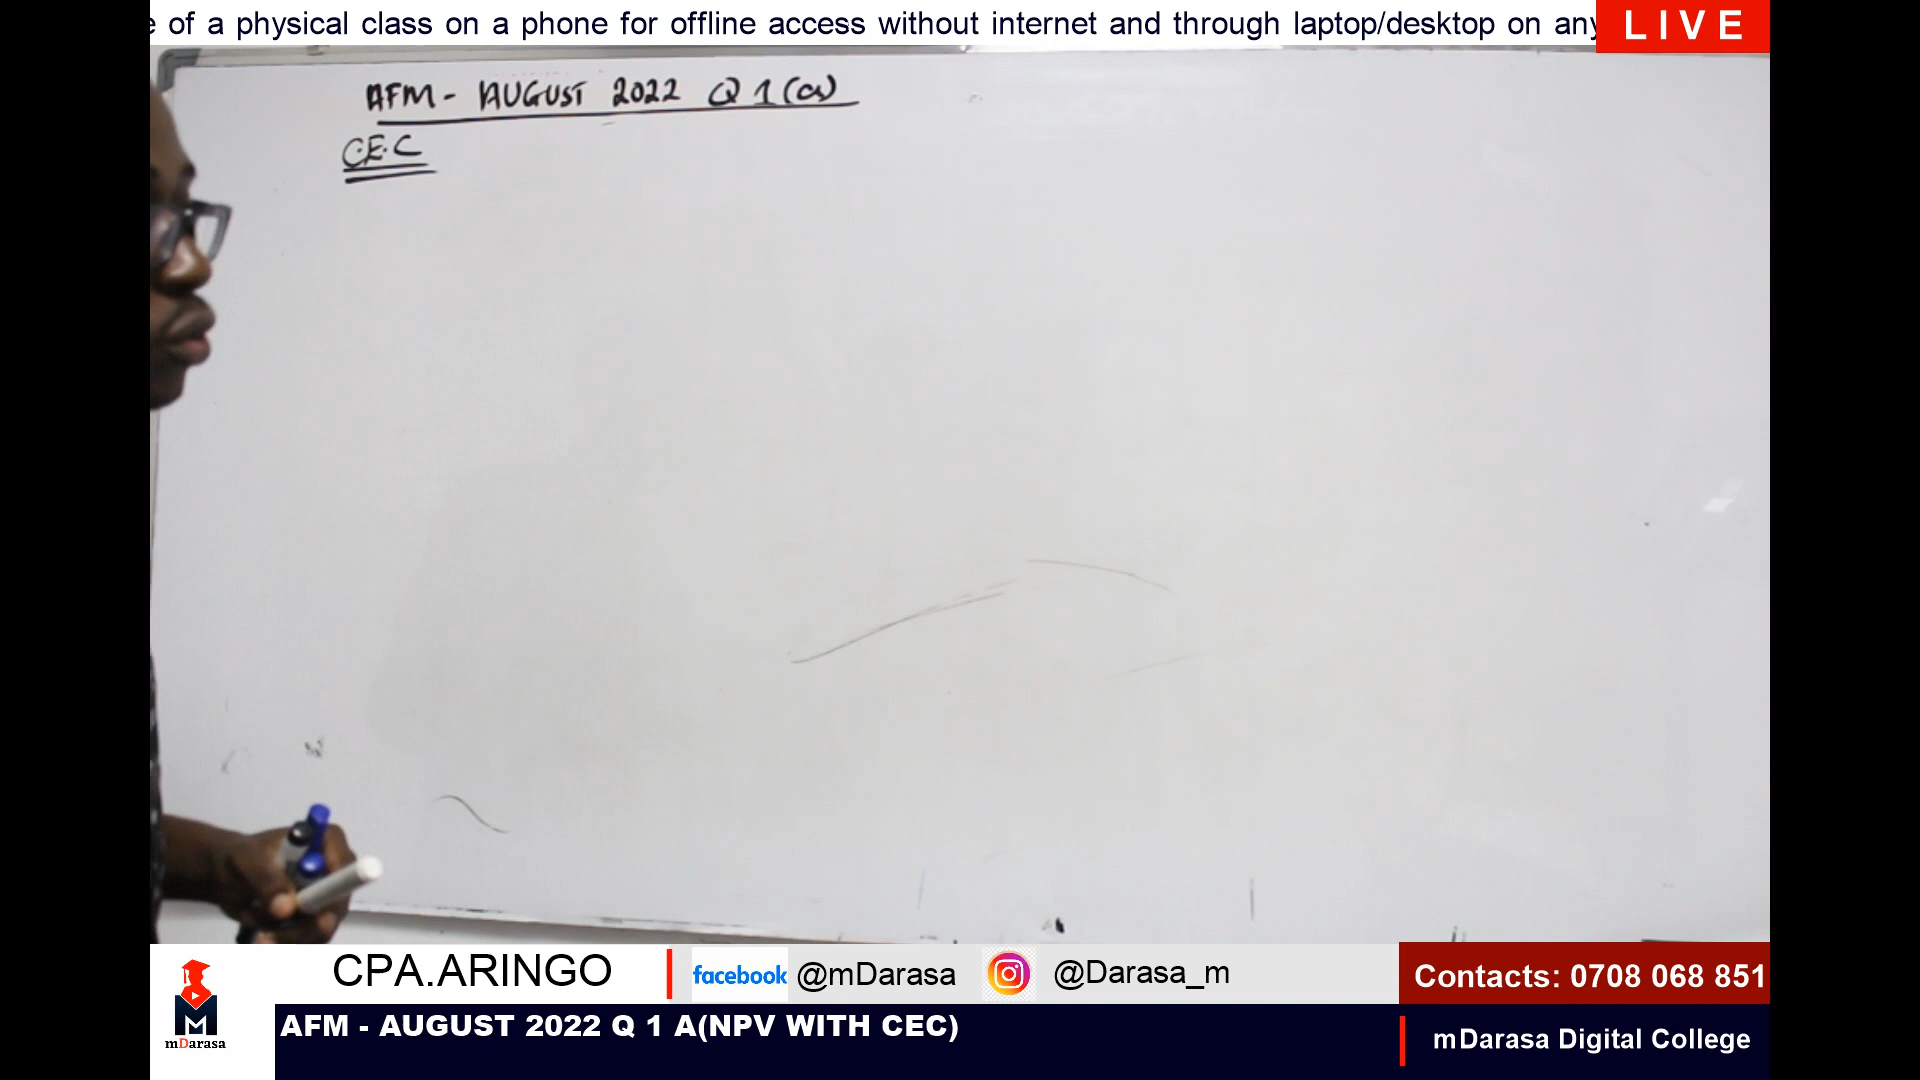 e of a physical class on a phone for offline access without internet and through laptop/desktop on any
LIVE
AFM - AUGUST 2022 Q 1 (a)
C.E.C
CPA.ARINGO
facebook @mDarasa
@Darasa_m
Contacts: 0708 068 851
M
mDarasa
AFM - AUGUST 2022 Q 1 A(NPV WITH CEC)
mDarasa Digital College